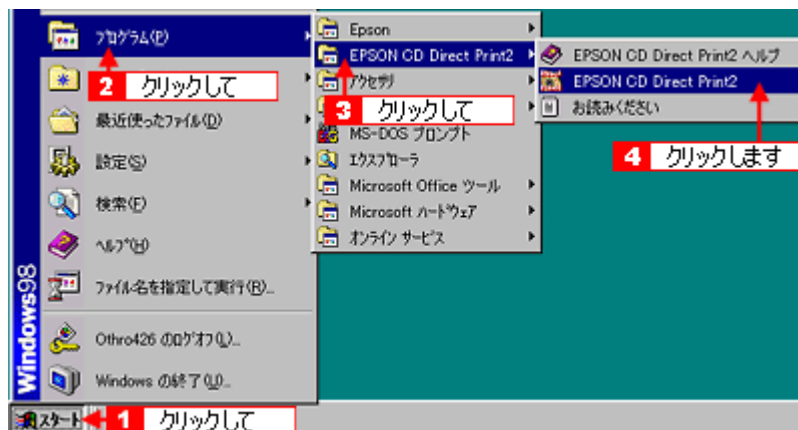 プログラム(P)
2 クリックして
最近使ったファイル(D)
設定(S)
検索(F)
ヘルプ(H)
ファイル名を指定して実行(R)...
Othro426 のログオフ(L)...
Windows の終了(U)...
Windows98
スタート
1 クリックして
Epson
EPSON CD Direct Print2
アクセサリ
3 クリックして
MS-DOS プロンプト
エクスプローラ
Microsoft Office ツール
Microsoft ハードウェア
オンライン サービス
EPSON CD Direct Print2 ヘルプ
EPSON CD Direct Print2
お読みください
4 クリックします